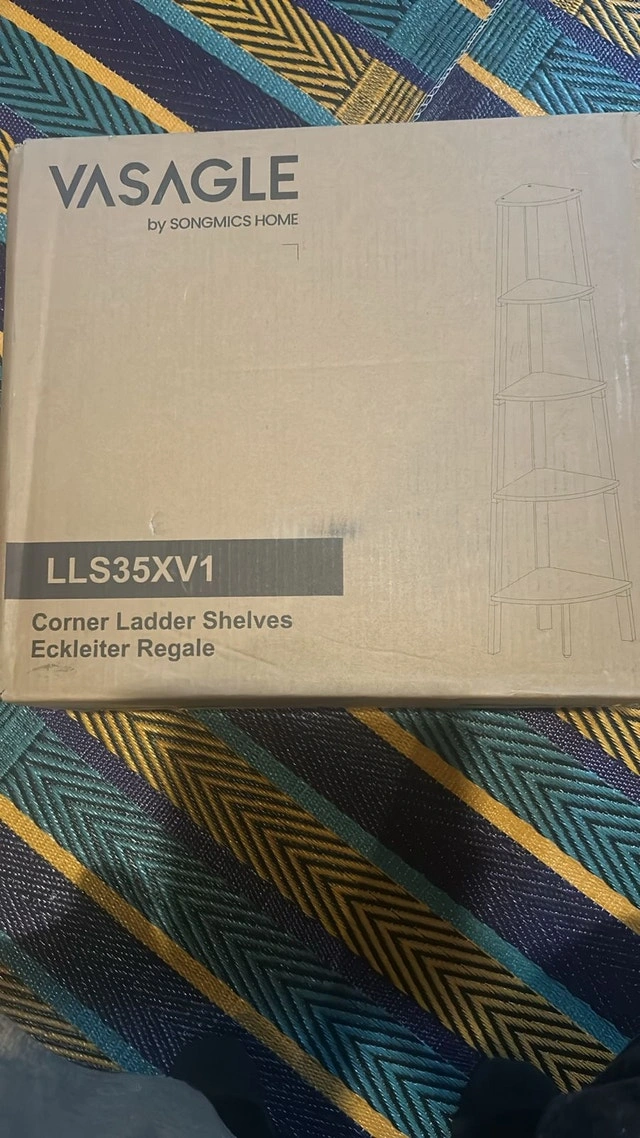 VASAGLE
by SONGMICS HOME
LLS35XV1
Corner Ladder Shelves
Eckleiter Regale